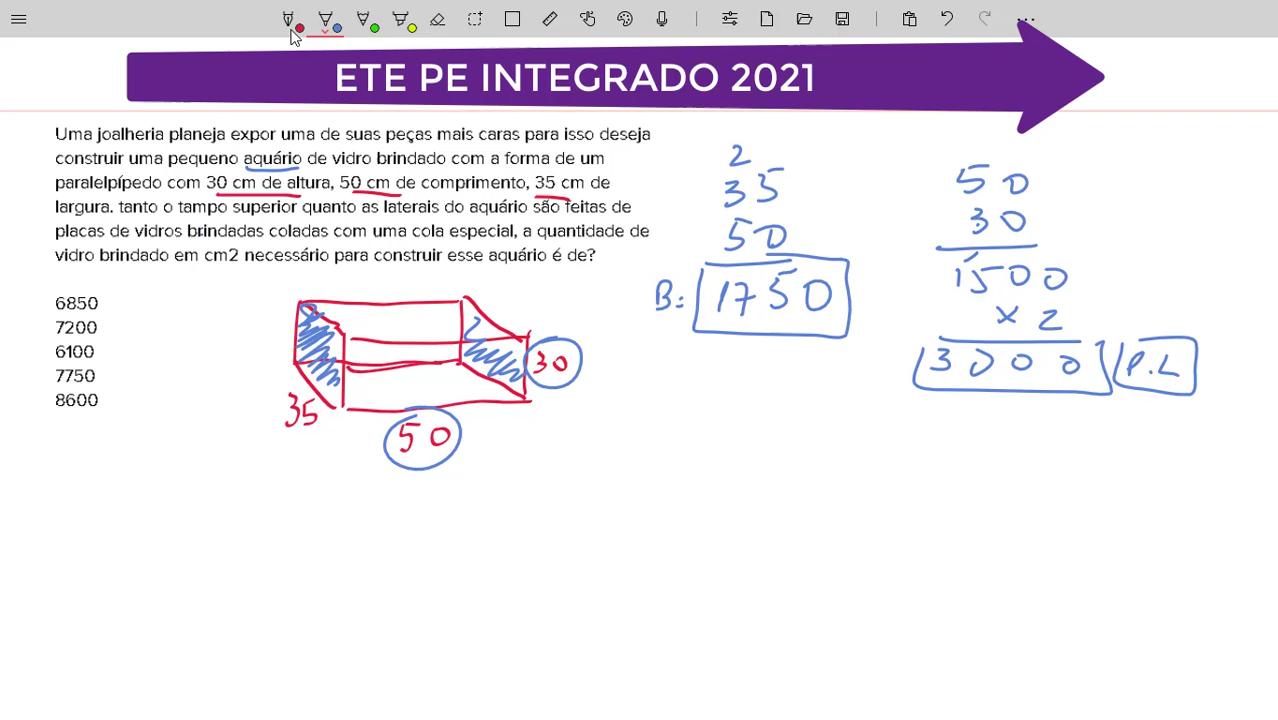 ETE PE INTEGRADO 2021
Uma joalheria planeja expor uma de suas peças mais caras para isso deseja
construir uma pequeno aquário de vidro brindado com a forma de um
paralelpípedo com 30 cm de altura, 50 cm de comprimento, 35 cm de
largura. tanto o tampo superior quanto as laterais do aquário são feitas de
placas de vidros brindadas coladas com uma cola especial, a quantidade de
vidro brindado em cm2 necessário para construir esse aquário é de?
6850
7200
6100
7750
8600
35
50
30
2
35
50
B: 1750
50
30
1500
x 2
3000 P.L